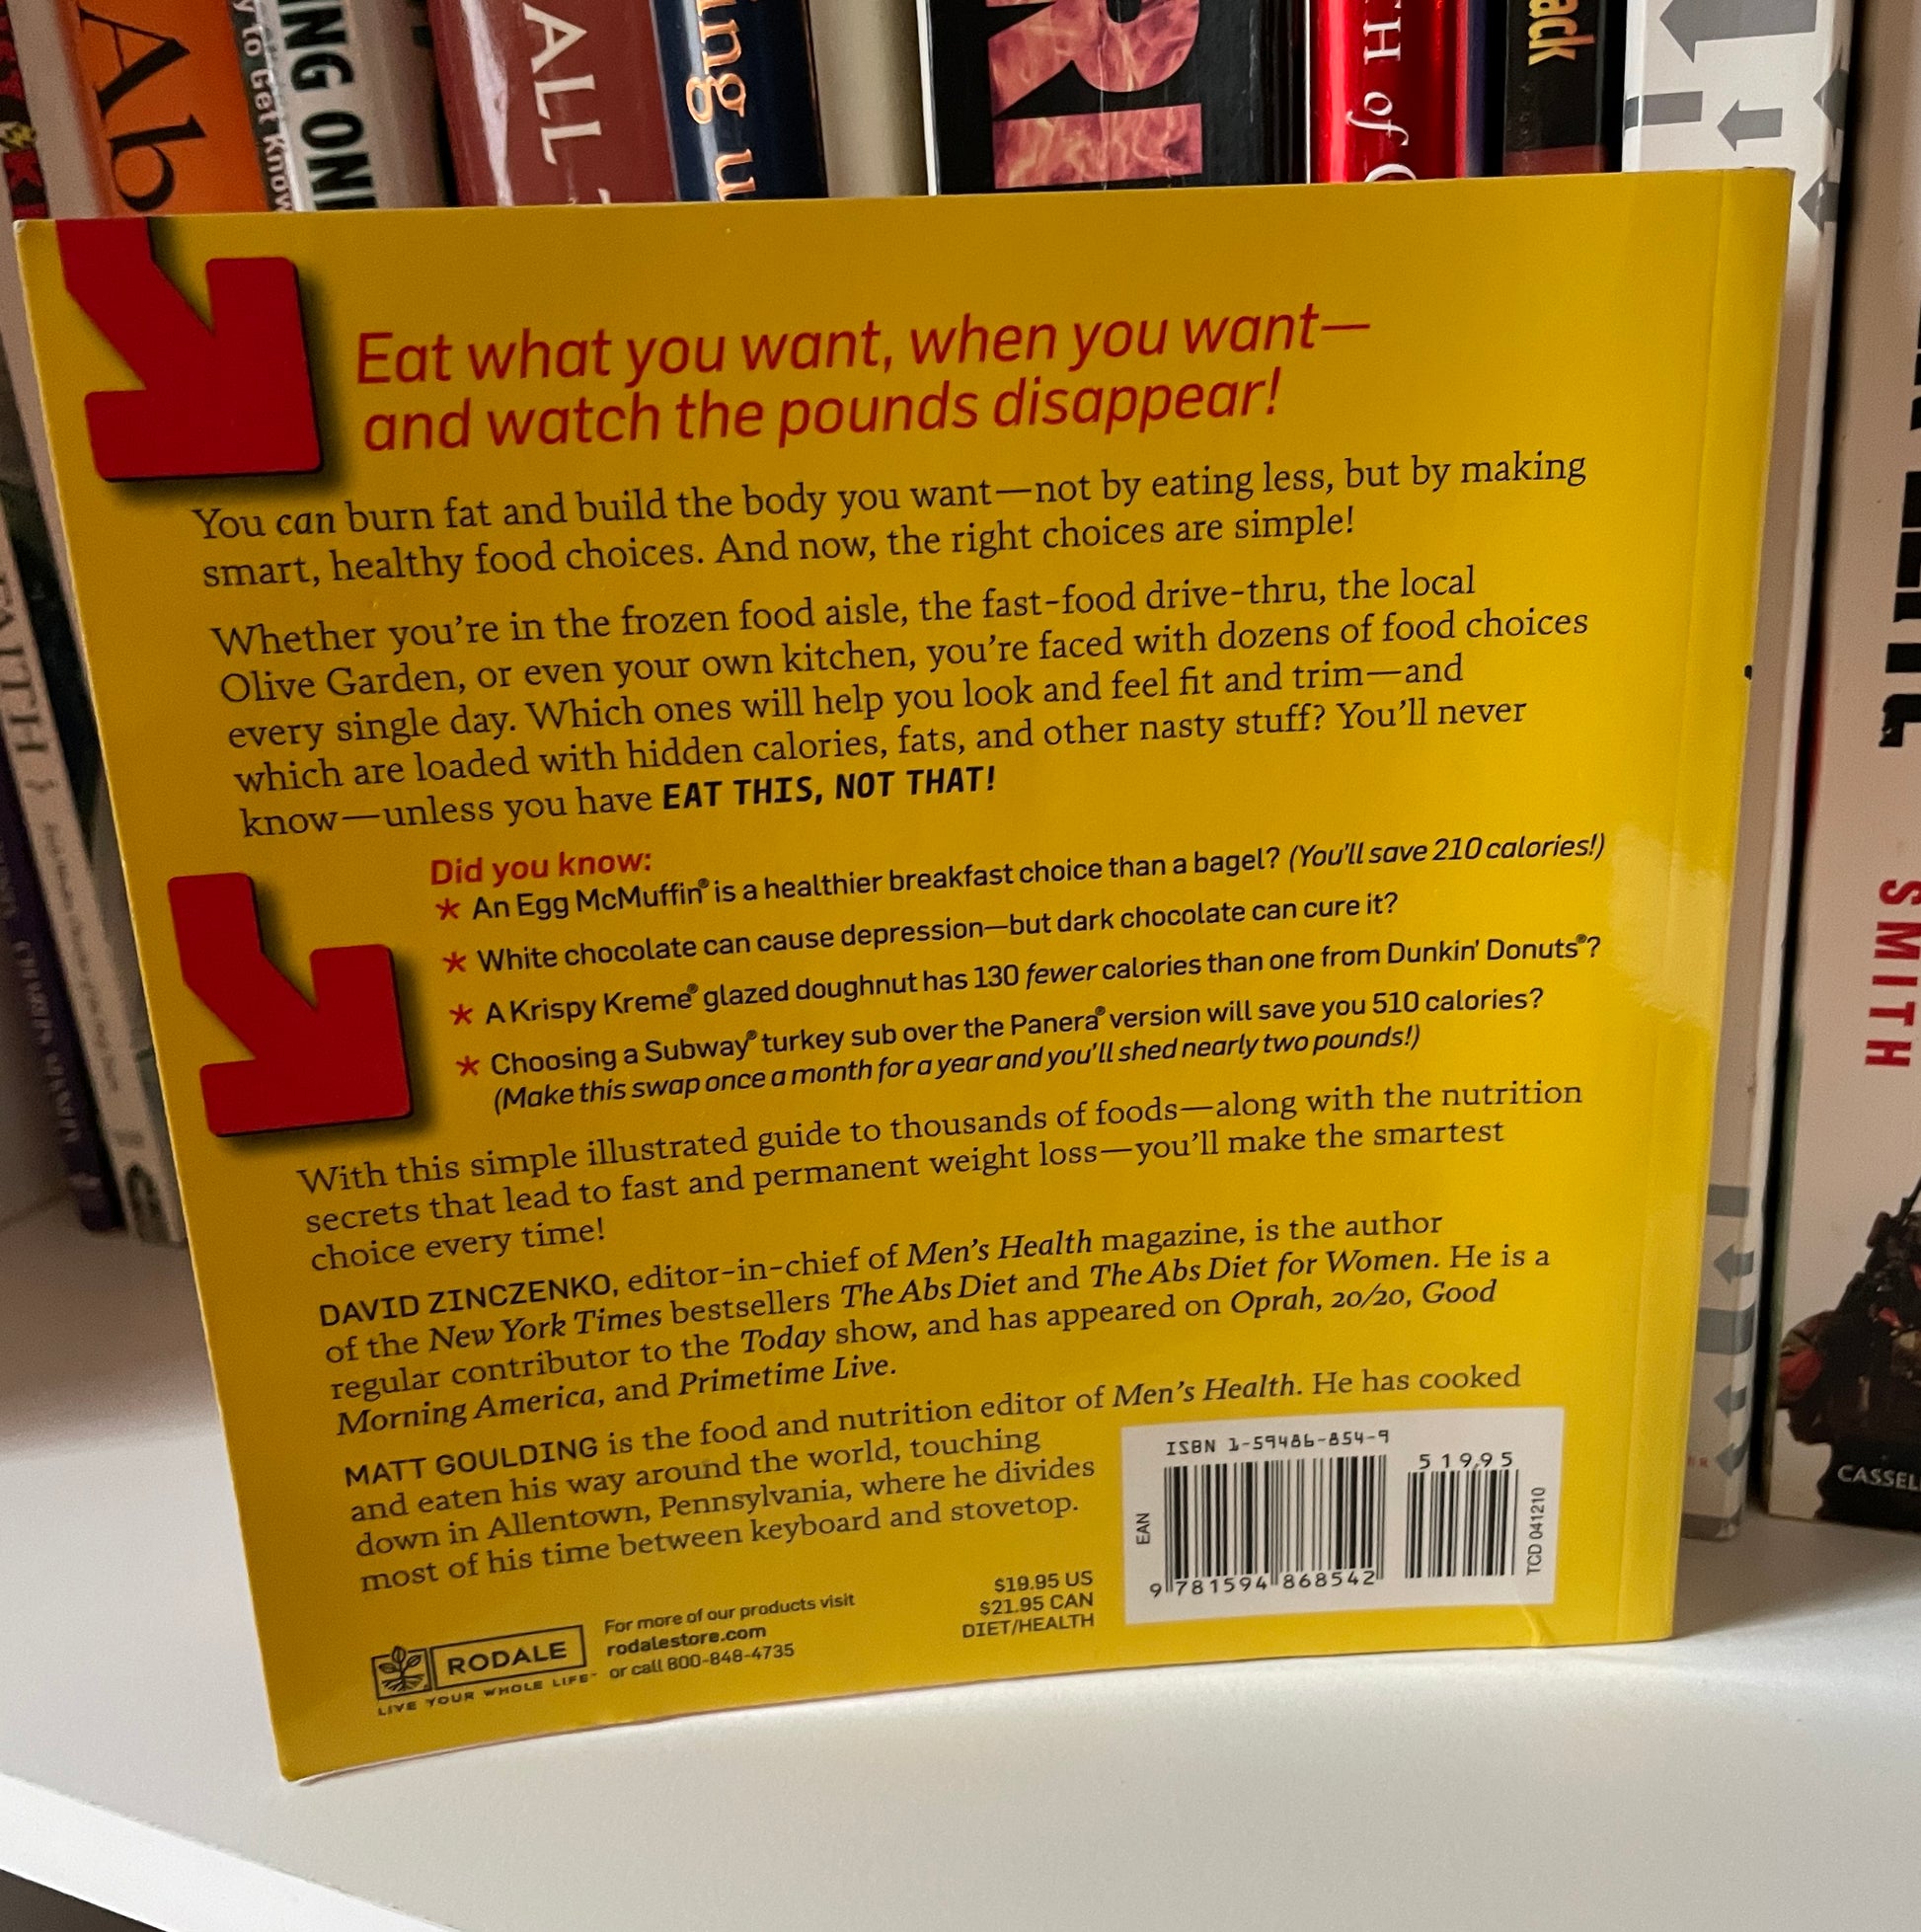 Ab
y to Get Know
ING ON
ALL
ing u
RI
TH of
ack
Eat what you want, when you want—
and watch the pounds disappear!
You can burn fat and build the body you want—not by eating less, but by making
smart, healthy food choices. And now, the right choices are simple!
Whether you're in the frozen food aisle, the fast-food drive-thru, the local
Olive Garden, or even your own kitchen, you're faced with dozens of food choices
every single day. Which ones will help you look and feel fit and trim—and
which are loaded with hidden calories, fats, and other nasty stuff? You'll never
know—unless you have EAT THIS, NOT THAT!
Did you know:
* An Egg McMuffin® is a healthier breakfast choice than a bagel? (You'll save 210 calories!)
* White chocolate can cause depression—but dark chocolate can cure it?
* A Krispy Kreme® glazed doughnut has 130 fewer calories than one from Dunkin' Donuts®?
* Choosing a Subway® turkey sub over the Panera® version will save you 510 calories?
(Make this swap once a month for a year and you'll shed nearly two pounds!)
With this simple illustrated guide to thousands of foods—along with the nutrition
secrets that lead to fast and permanent weight loss—you'll make the smartest
choice every time!
DAVID ZINCZENKO, editor-in-chief of Men's Health magazine, is the author
of the New York Times bestsellers The Abs Diet and The Abs Diet for Women. He is a
regular contributor to the Today show, and has appeared on Oprah, 20/20, Good
Morning America, and Primetime Live.
MATT GOULDING is the food and nutrition editor of Men's Health. He has cooked
and eaten his way around the world, touching
down in Allentown, Pennsylvania, where he divides
most of his time between keyboard and stovetop.
ISBN 1-59486-854-9
51995
EAN
TCD 041210
9 781594 868542
$19.95 US
$21.95 CAN
DIET/HEALTH
RODALE
LIVE YOUR WHOLE LIFE™
For more of our products visit
rodalestore.com
or call 800-848-4735
SMITH
CASSEL